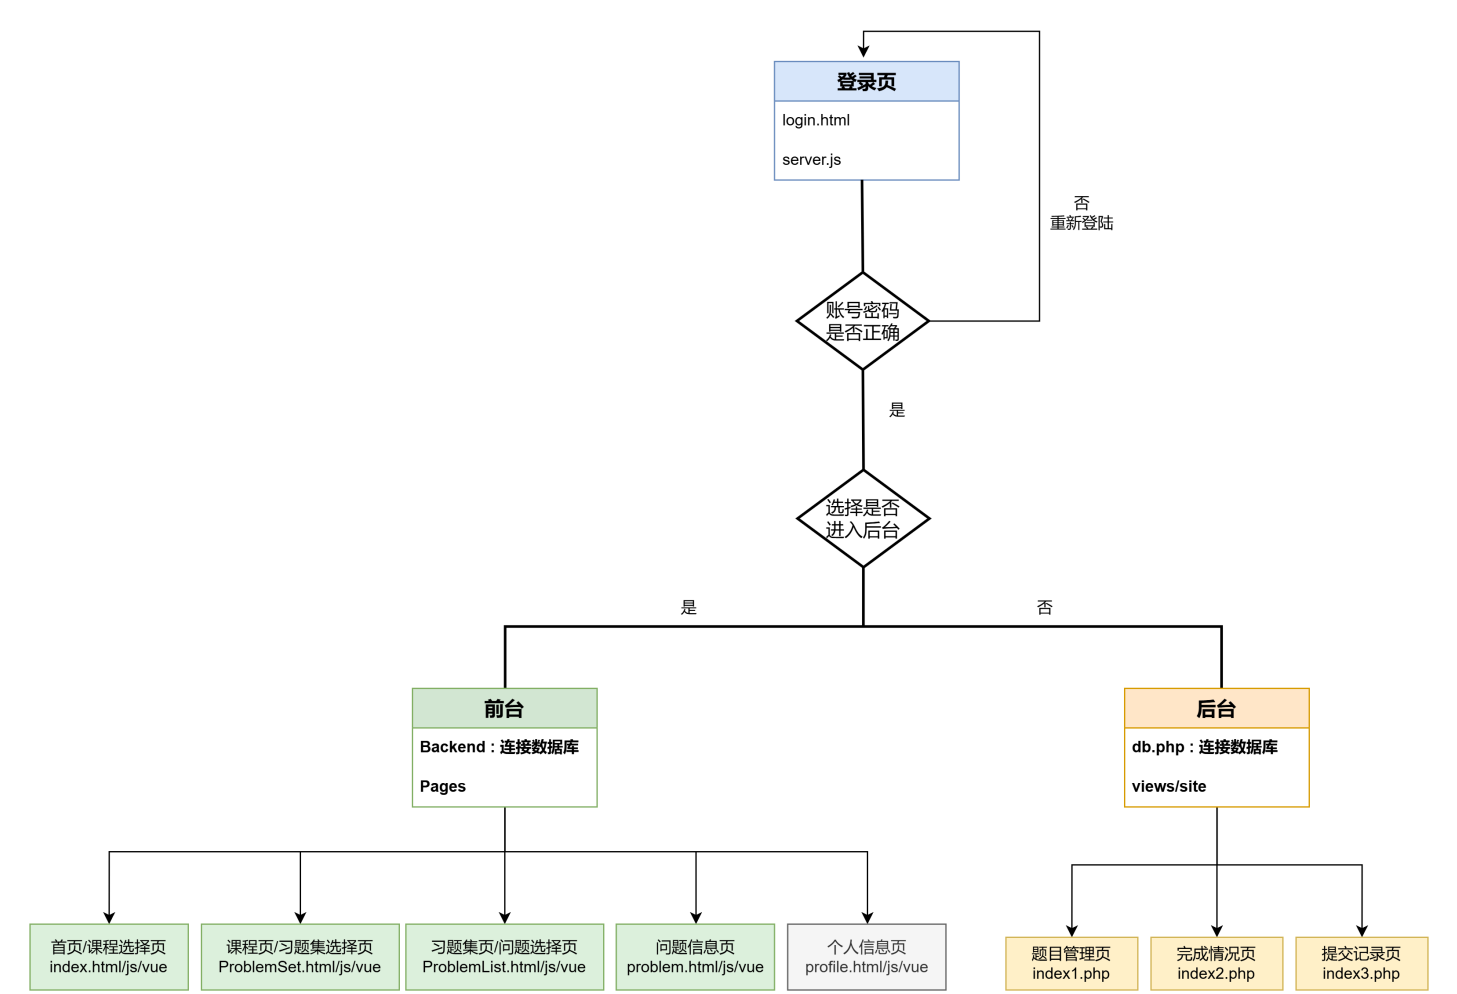 登录页
login.html
server.js
否
重新登陆
账号密码
是否正确
是
选择是否
进入后台
是
否
前台
Backend : 连接数据库
Pages
后台
db.php : 连接数据库
views/site
首页/课程选择页
index.html/js/vue
课程页/习题集选择页
ProblemSet.html/js/vue
习题集页/问题选择页
ProblemList.html/js/vue
问题信息页
problem.html/js/vue
个人信息页
profile.html/js/vue
题目管理页
index1.php
完成情况页
index2.php
提交记录页
index3.php